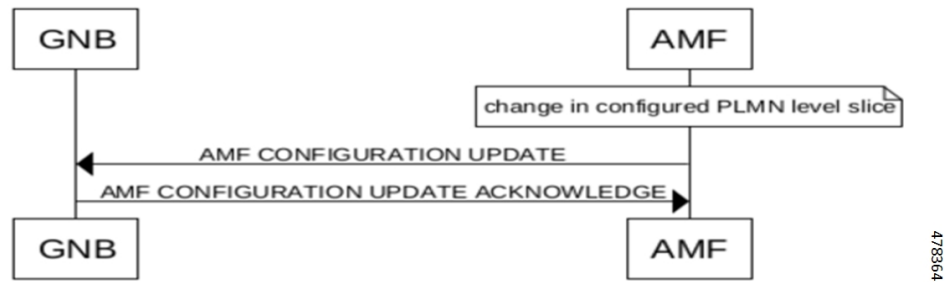 GNB
AMF
change in configured PLMN level slice
AMF CONFIGURATION UPDATE
AMF CONFIGURATION UPDATE ACKNOWLEDGE
GNB
AMF
478364